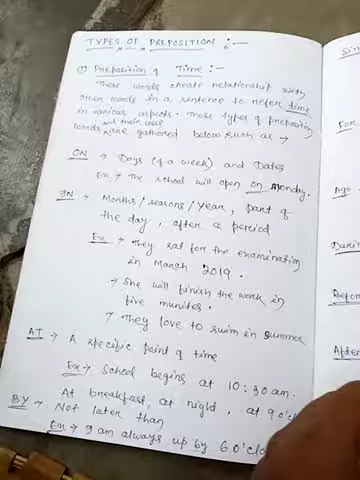 TYPES OF PREPOSITION :-
① Preposition of Time :-
These words create relationship with
other words in a sentence to refer time
in various aspects. These types of preposition
and their uses
words are gathered below such as →
ON → Days (of a week) and Dates
Ex → The school will open on monday.
IN → Months/seasons/Year, part of
the day, after a period
Ex → They sat for the examination
in March 2019.
→ She will finish the work in
five munites.
→ They love to swim in summer
AT → A specific point of time
Ex → School begins at 10:30 am.
At breakfast, at night, at 9 o'cl
BY → Not later than
Ex → I am always up by 6 o'clo
Sim
For
Ago
Duri
Befor
After